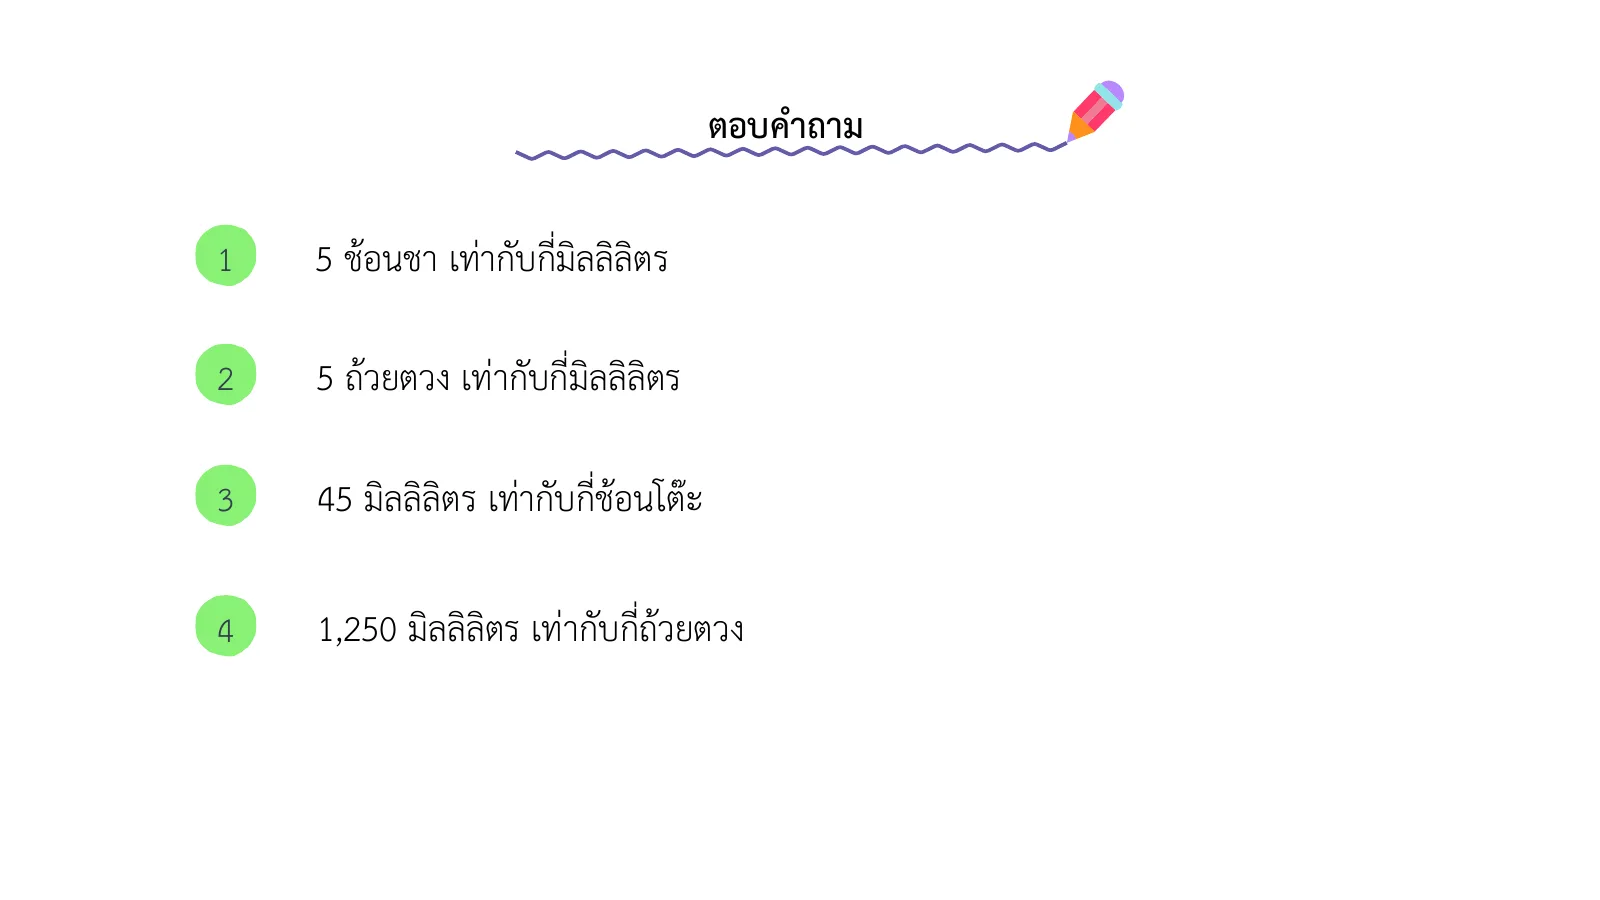 ตอบคำถาม
1 5 ช้อนชา เท่ากับกี่มิลลิลิตร
2 5 ถ้วยตวง เท่ากับกี่มิลลิลิตร
3 45 มิลลิลิตร เท่ากับกี่ช้อนโต๊ะ
4 1,250 มิลลิลิตร เท่ากับกี่ถ้วยตวง